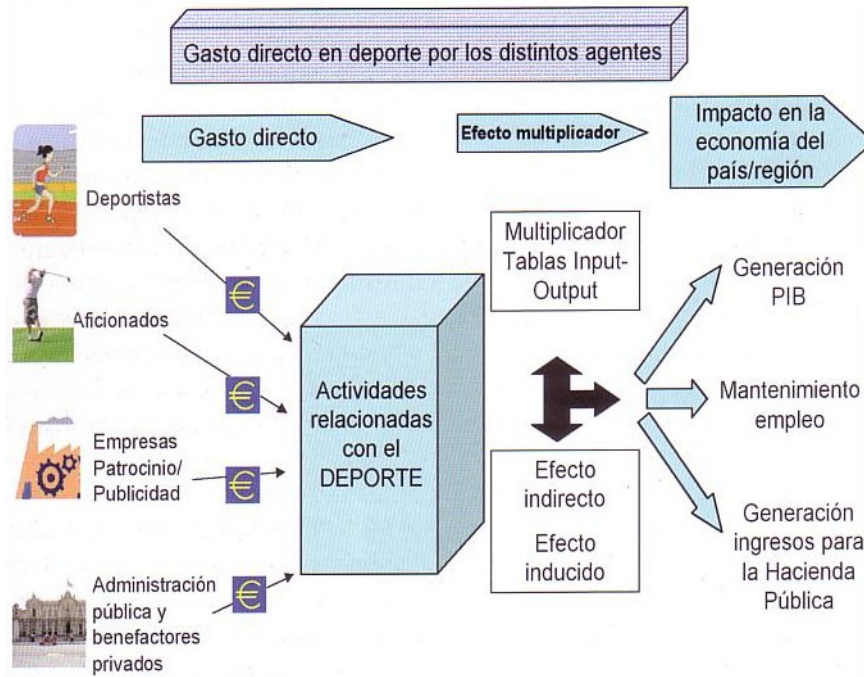 Gasto directo en deporte por los distintos agentes
Gasto directo
Efecto multiplicador
Impacto en la
economía del
país/región
Deportistas
€
Aficionados
€
Empresas
Patrocinio/
Publicidad
€
Administración
pública y
benefactores
privados
€
Actividades
relacionadas
con el
DEPORTE
Multiplicador
Tablas Input-
Output
Efecto
indirecto
Efecto
inducido
Generación
PIB
Mantenimiento
empleo
Generación
ingresos para
la Hacienda
Pública